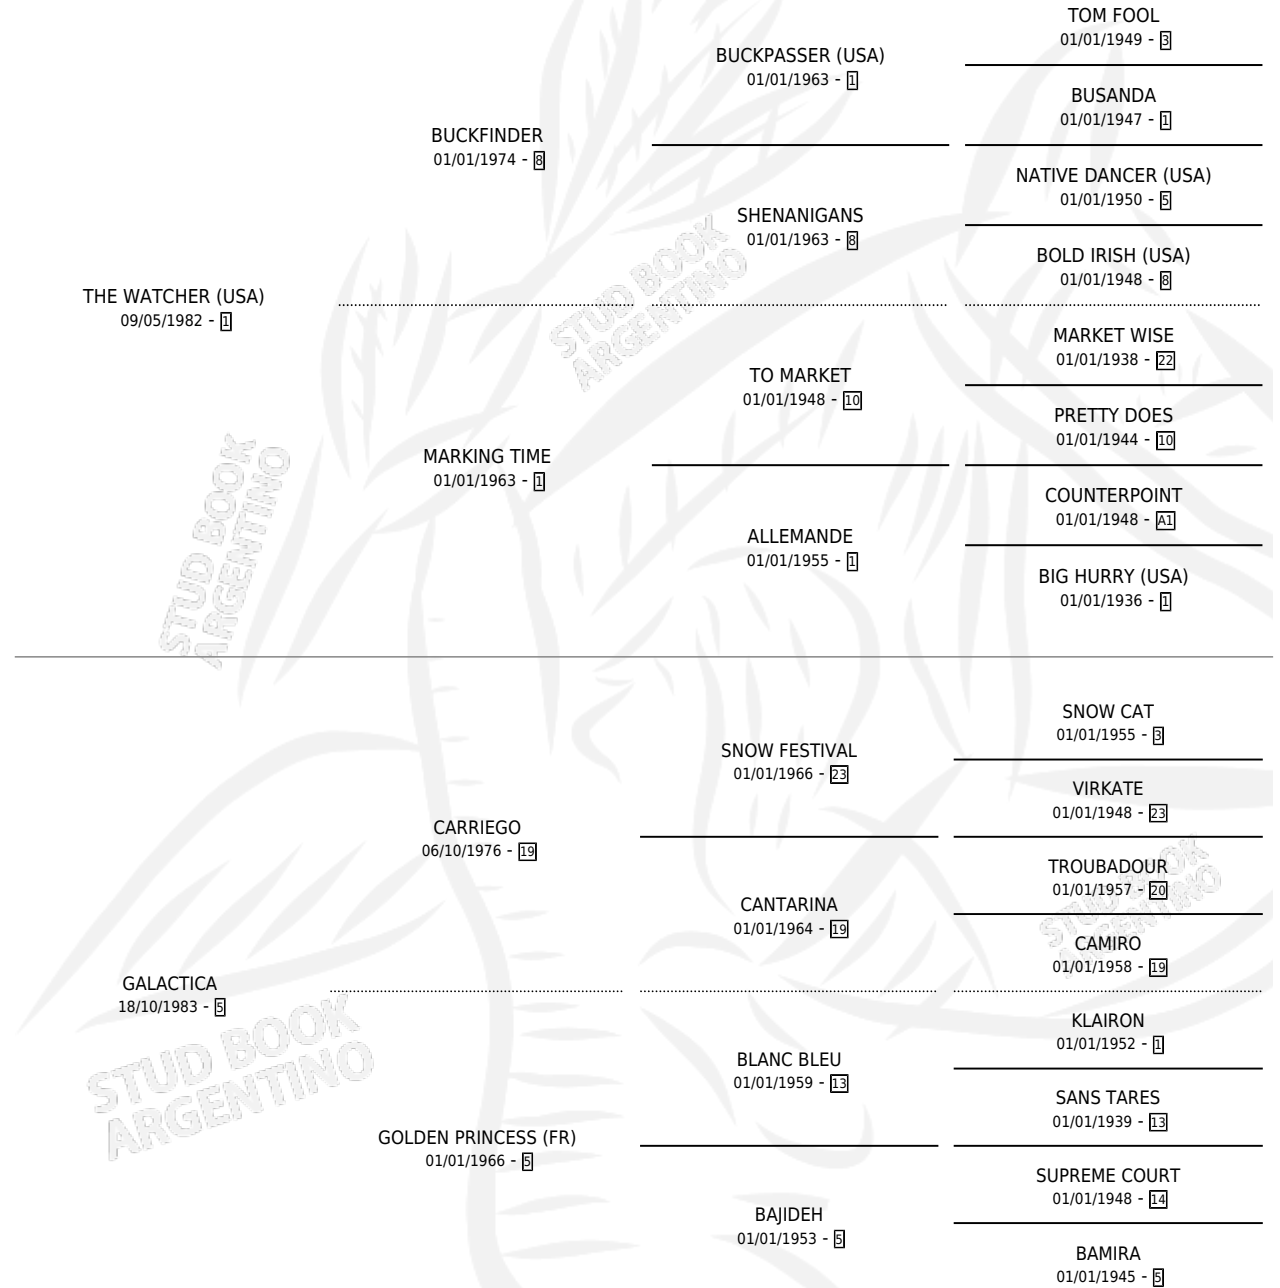 TOM FOOL
01/01/1949 - 3
BUCKPASSER (USA)
01/01/1963 - 1
BUSANDA
01/01/1947 - 1
BUCKFINDER
01/01/1974 - 8
NATIVE DANCER (USA)
01/01/1950 - 5
SHENANIGANS
01/01/1963 - 8
BOLD IRISH (USA)
01/01/1948 - 8
THE WATCHER (USA)
09/05/1982 - 1
MARKET WISE
01/01/1938 - 22
TO MARKET
01/01/1948 - 10
PRETTY DOES
01/01/1944 - 10
MARKING TIME
01/01/1963 - 1
COUNTERPOINT
01/01/1948 - A1
ALLEMANDE
01/01/1955 - 1
BIG HURRY (USA)
01/01/1936 - 1
SNOW CAT
01/01/1955 - 3
SNOW FESTIVAL
01/01/1966 - 23
VIRKATE
01/01/1948 - 23
CARRIEGO
06/10/1976 - 19
TROUBADOUR
01/01/1957 - 20
CANTARINA
01/01/1964 - 19
CAMIRO
01/01/1958 - 19
GALACTICA
18/10/1983 - 5
KLAIRON
01/01/1952 - 1
BLANC BLEU
01/01/1959 - 13
SANS TARES
01/01/1939 - 13
GOLDEN PRINCESS (FR)
01/01/1966 - 5
SUPREME COURT
01/01/1948 - 14
BAJIDEH
01/01/1953 - 5
BAMIRA
01/01/1945 - 5
STUD BOOK
ARGENTINO
STUD BOOK
ARGENTINO
STUD BOOK
ARGENTINO
STUD BOOK
ARGENTINO